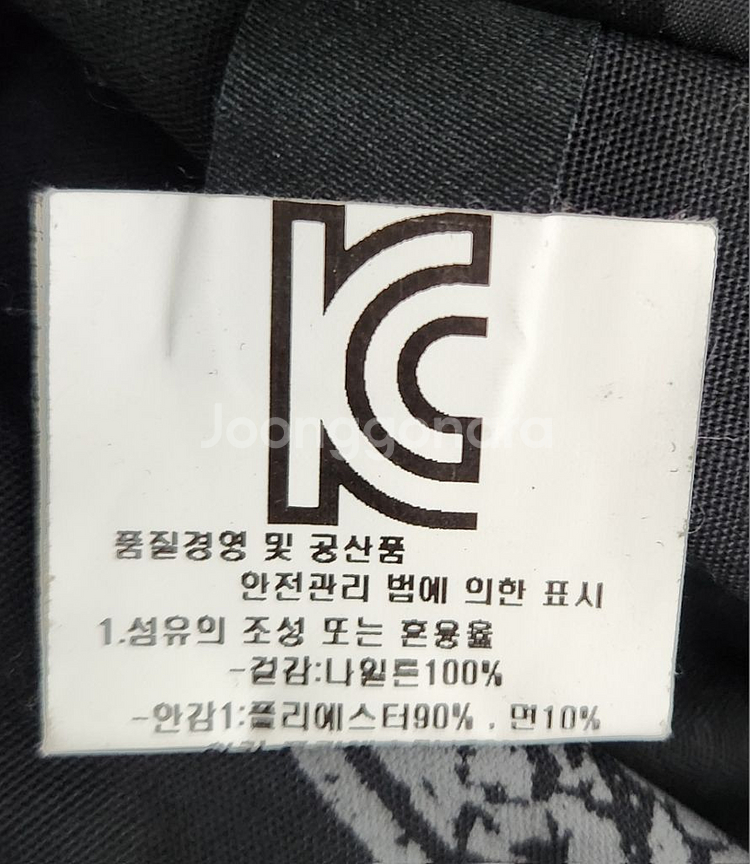 KC
Joonggonara
품질경영 및 공산품
안전관리 법에 의한 표시
1.섬유의 조성 또는 혼용율
-겉감:나일론100%
-안감1:폴리에스터90% . 면10%